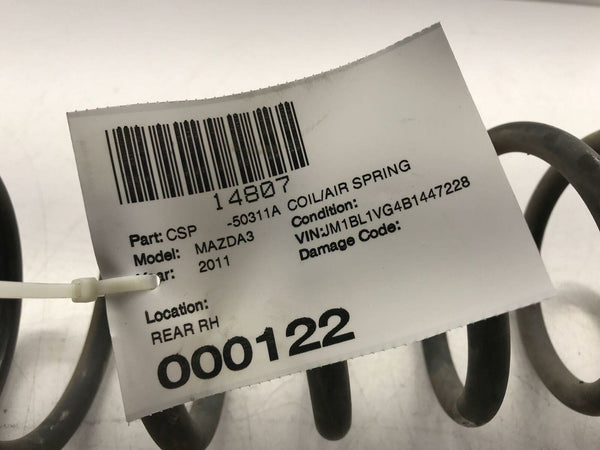 14807
Part: CSP -50311A COIL/AIR SPRING
Model: MAZDA3 Condition:
Year: 2011 VIN:JM1BL1VG4B1447228
Damage Code:
Location:
REAR RH
000122